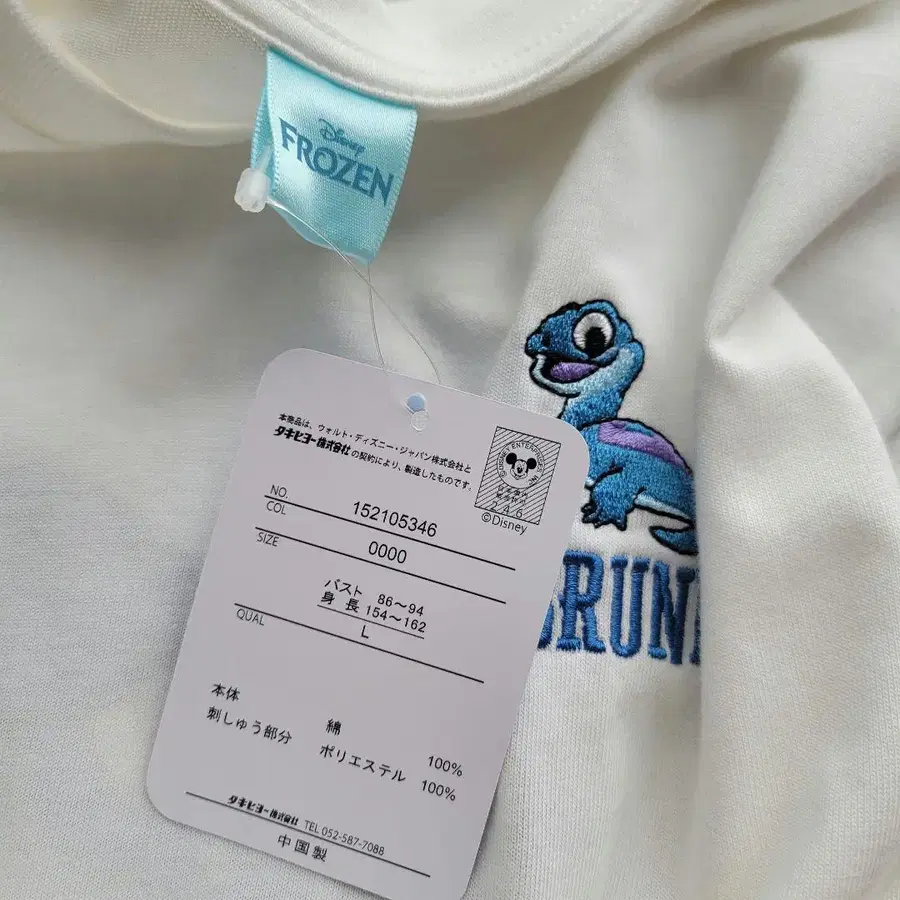 Disney
FROZEN
本商品は、ウォルト・ディズニー・ジャパン株式会社と
タキヒヨー株式会社の契約により、製造したものです。
246
©Disney
NO. 152105346
COL 0000
SIZE バスト 86〜94
身長 154〜162
L
QUAL
本体 綿 100%
刺しゅう部分 ポリエステル 100%
タキヒヨー株式会社 TEL 052-587-7088
中国製
BRUN